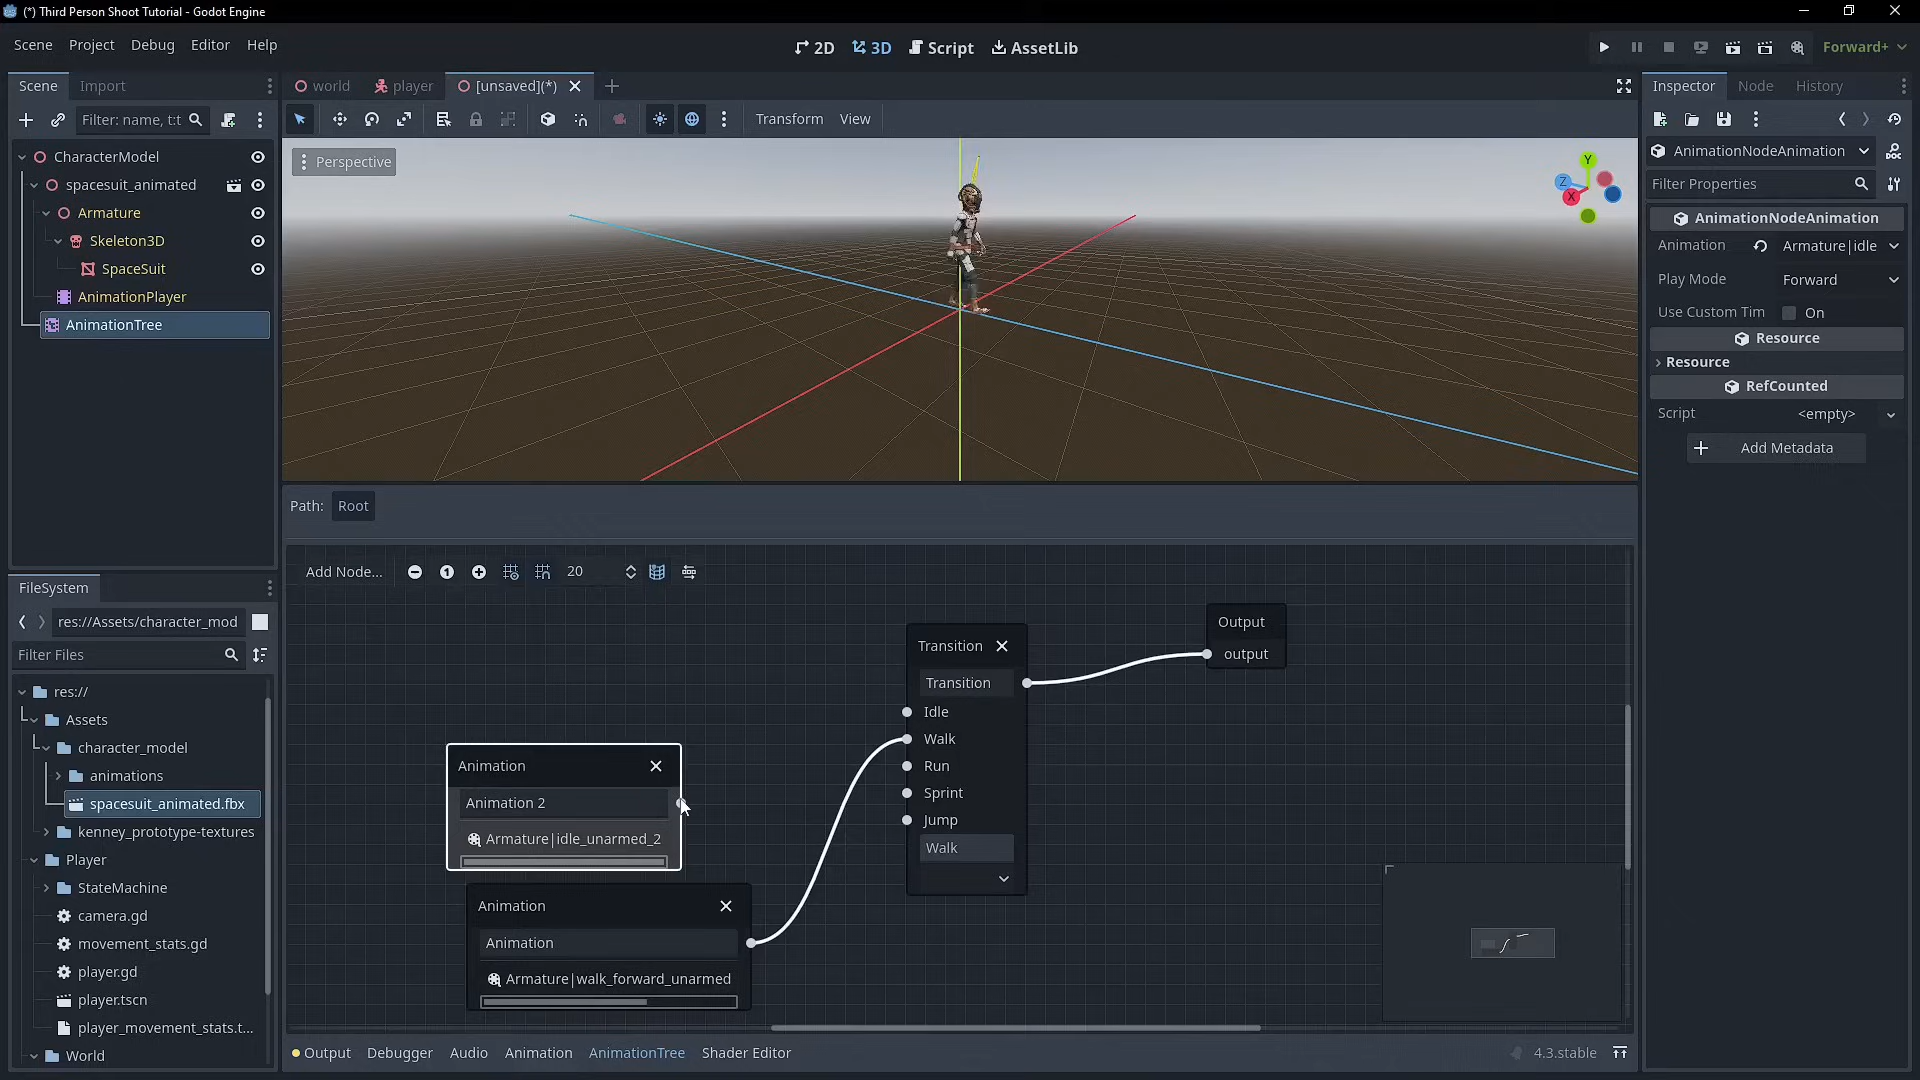 (*) Third Person Shoot Tutorial - Godot Engine
Scene Project Debug Editor Help
2D 3D Script AssetLib
Forward+
Scene Import
world player [unsaved](*)
Inspector Node History
Filter: name, t:t
Transform View
CharacterModel
spacesuit_animated
Armature
Skeleton3D
SpaceSuit
AnimationPlayer
AnimationTree
Perspective
Y
Z
X
AnimationNodeAnimation
DOC
Filter Properties
AnimationNodeAnimation
Animation Armature|idle
Play Mode Forward
Use Custom Tim On
Resource
Resource
RefCounted
Script <empty>
Add Metadata
Path: Root
Add Node... 1 20
Output
output
Transition
Transition
Idle
Walk
Run
Sprint
Jump
Walk
Animation
Animation 2
Armature|idle_unarmed_2
Animation
Animation
Armature|walk_forward_unarmed
FileSystem
res://Assets/character_mod
Filter Files
res://
Assets
character_model
animations
spacesuit_animated.fbx
kenney_prototype-textures
Player
StateMachine
camera.gd
movement_stats.gd
player.gd
player.tscn
player_movement_stats.t...
World
Output Debugger Audio Animation AnimationTree Shader Editor
4.3.stable